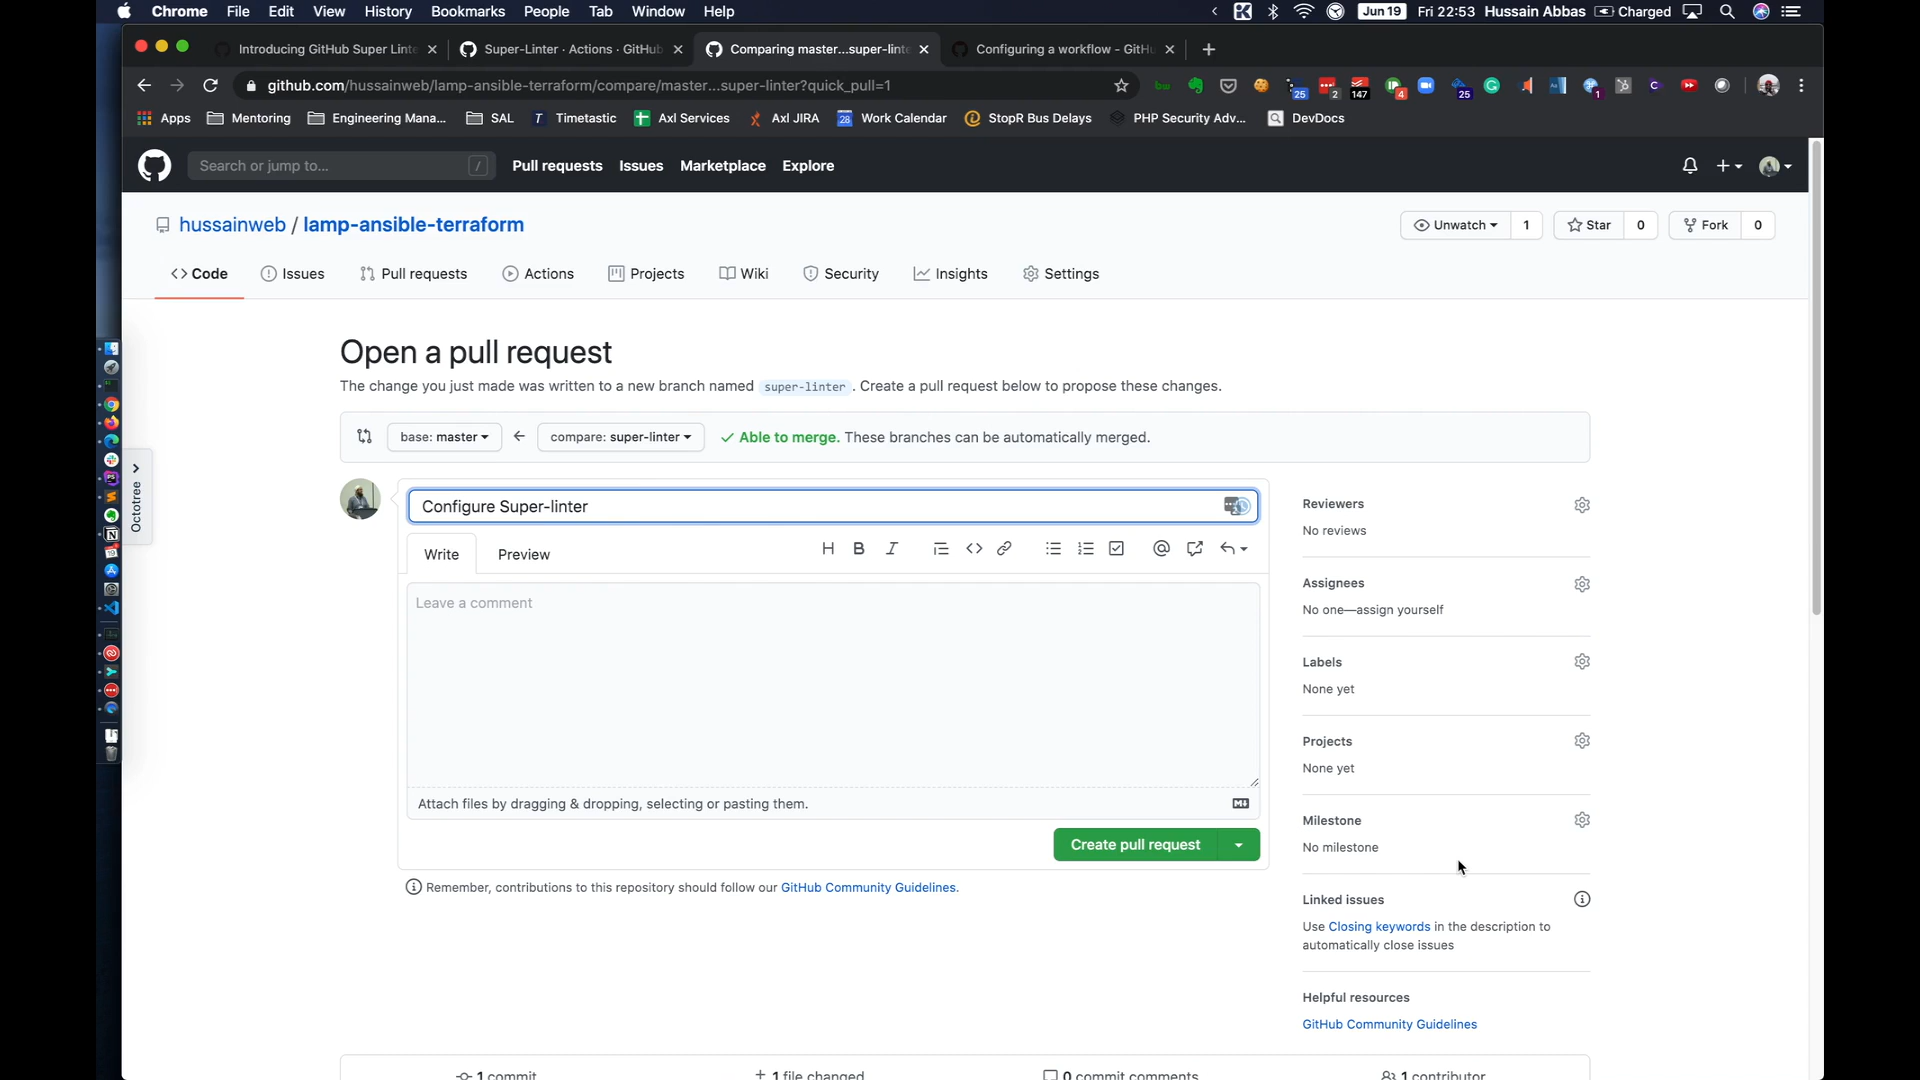 Chrome File Edit View History Bookmarks People Tab Window Help
Jun 19 Fri 22:53 Hussain Abbas Charged
Introducing GitHub Super Linte
Super-Linter · Actions · GitHub
Comparing master...super-linte
Configuring a workflow - GitHu
github.com/hussainweb/lamp-ansible-terraform/compare/master...super-linter?quick_pull=1
25 2 147 4 25 1
Apps Mentoring Engineering Mana... SAL Timetastic Axl Services Axl JIRA 28 Work Calendar StopR Bus Delays PHP Security Adv... DevDocs
Search or jump to... / Pull requests Issues Marketplace Explore
hussainweb / lamp-ansible-terraform
Unwatch 1 Star 0 Fork 0
Code Issues Pull requests Actions Projects Wiki Security Insights Settings
Open a pull request
The change you just made was written to a new branch named super-linter. Create a pull request below to propose these changes.
base: master compare: super-linter Able to merge. These branches can be automatically merged.
Octotree
Configure Super-linter
Write Preview
Leave a comment
Attach files by dragging & dropping, selecting or pasting them.
Create pull request
Remember, contributions to this repository should follow our GitHub Community Guidelines.
Reviewers
No reviews
Assignees
No one—assign yourself
Labels
None yet
Projects
None yet
Milestone
No milestone
Linked issues
Use Closing keywords in the description to
automatically close issues
Helpful resources
GitHub Community Guidelines
1 commit 1 file changed 0 commit comments 1 contributor